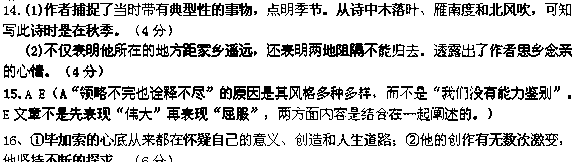 14.(1)作者捕捉了当时带有典型性的事物，点明季节。从诗中木落叶、雁南度和北风吹，可知
写此诗时是在秋季。（4分）
(2)不仅表明他所在的地方距家乡遥远，还表明两地阻隔不能归去。透露出了作者思乡念亲
的心情。（4分）
15.A E（A“领略不完也诠释不尽”的原因是其风格多种多样，而不是“我们没有能力鉴别”。
E文章不是先表现“伟大”再表现“屈服”，两方面内容是结合在一起阐述的。）
16、①毕加索的心底从来都在怀疑自己的意义、创造和人生道路；②他的创作有无数次激变，
他坚持不断的探求。（6分）